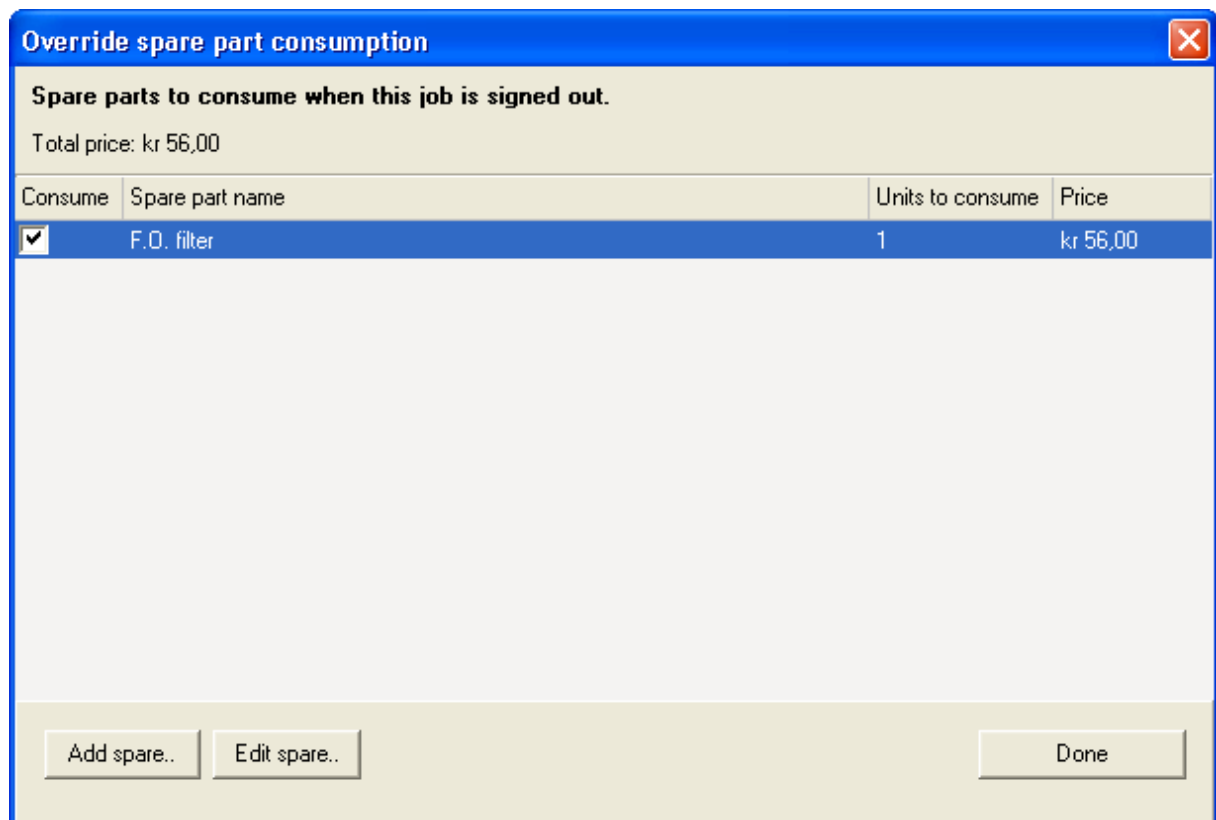 Override spare part consumption
Spare parts to consume when this job is signed out.
Total price: kr 56,00
Consume Spare part name Units to consume Price
F.O. filter 1 kr 56,00
Add spare.. Edit spare.. Done